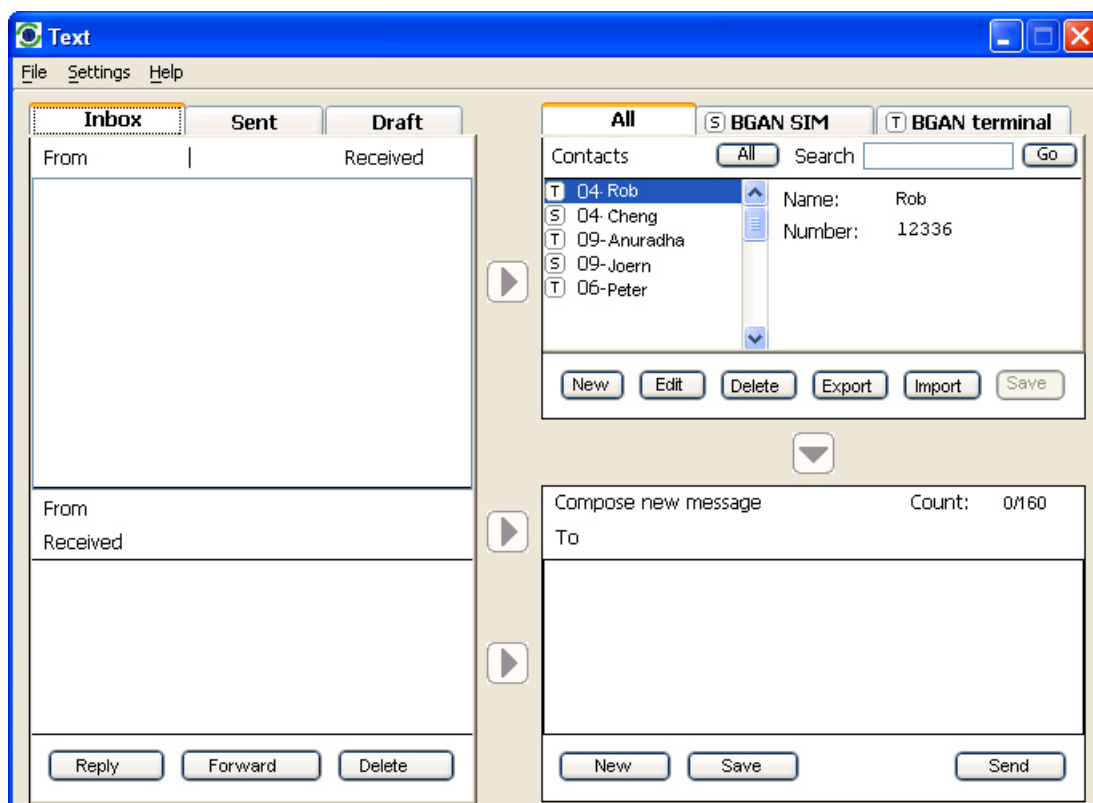 Text
File Settings Help
Inbox Sent Draft
From Received
From
Received
Reply Forward Delete
All S BGAN SIM T BGAN terminal
Contacts All Search Go
T 04-Rob
S 04-Cheng
T 09-Anuradha
S 09-Joern
T 06-Peter
Name: Rob
Number: 12336
New Edit Delete Export Import Save
Compose new message Count: 0/160
To
New Save Send